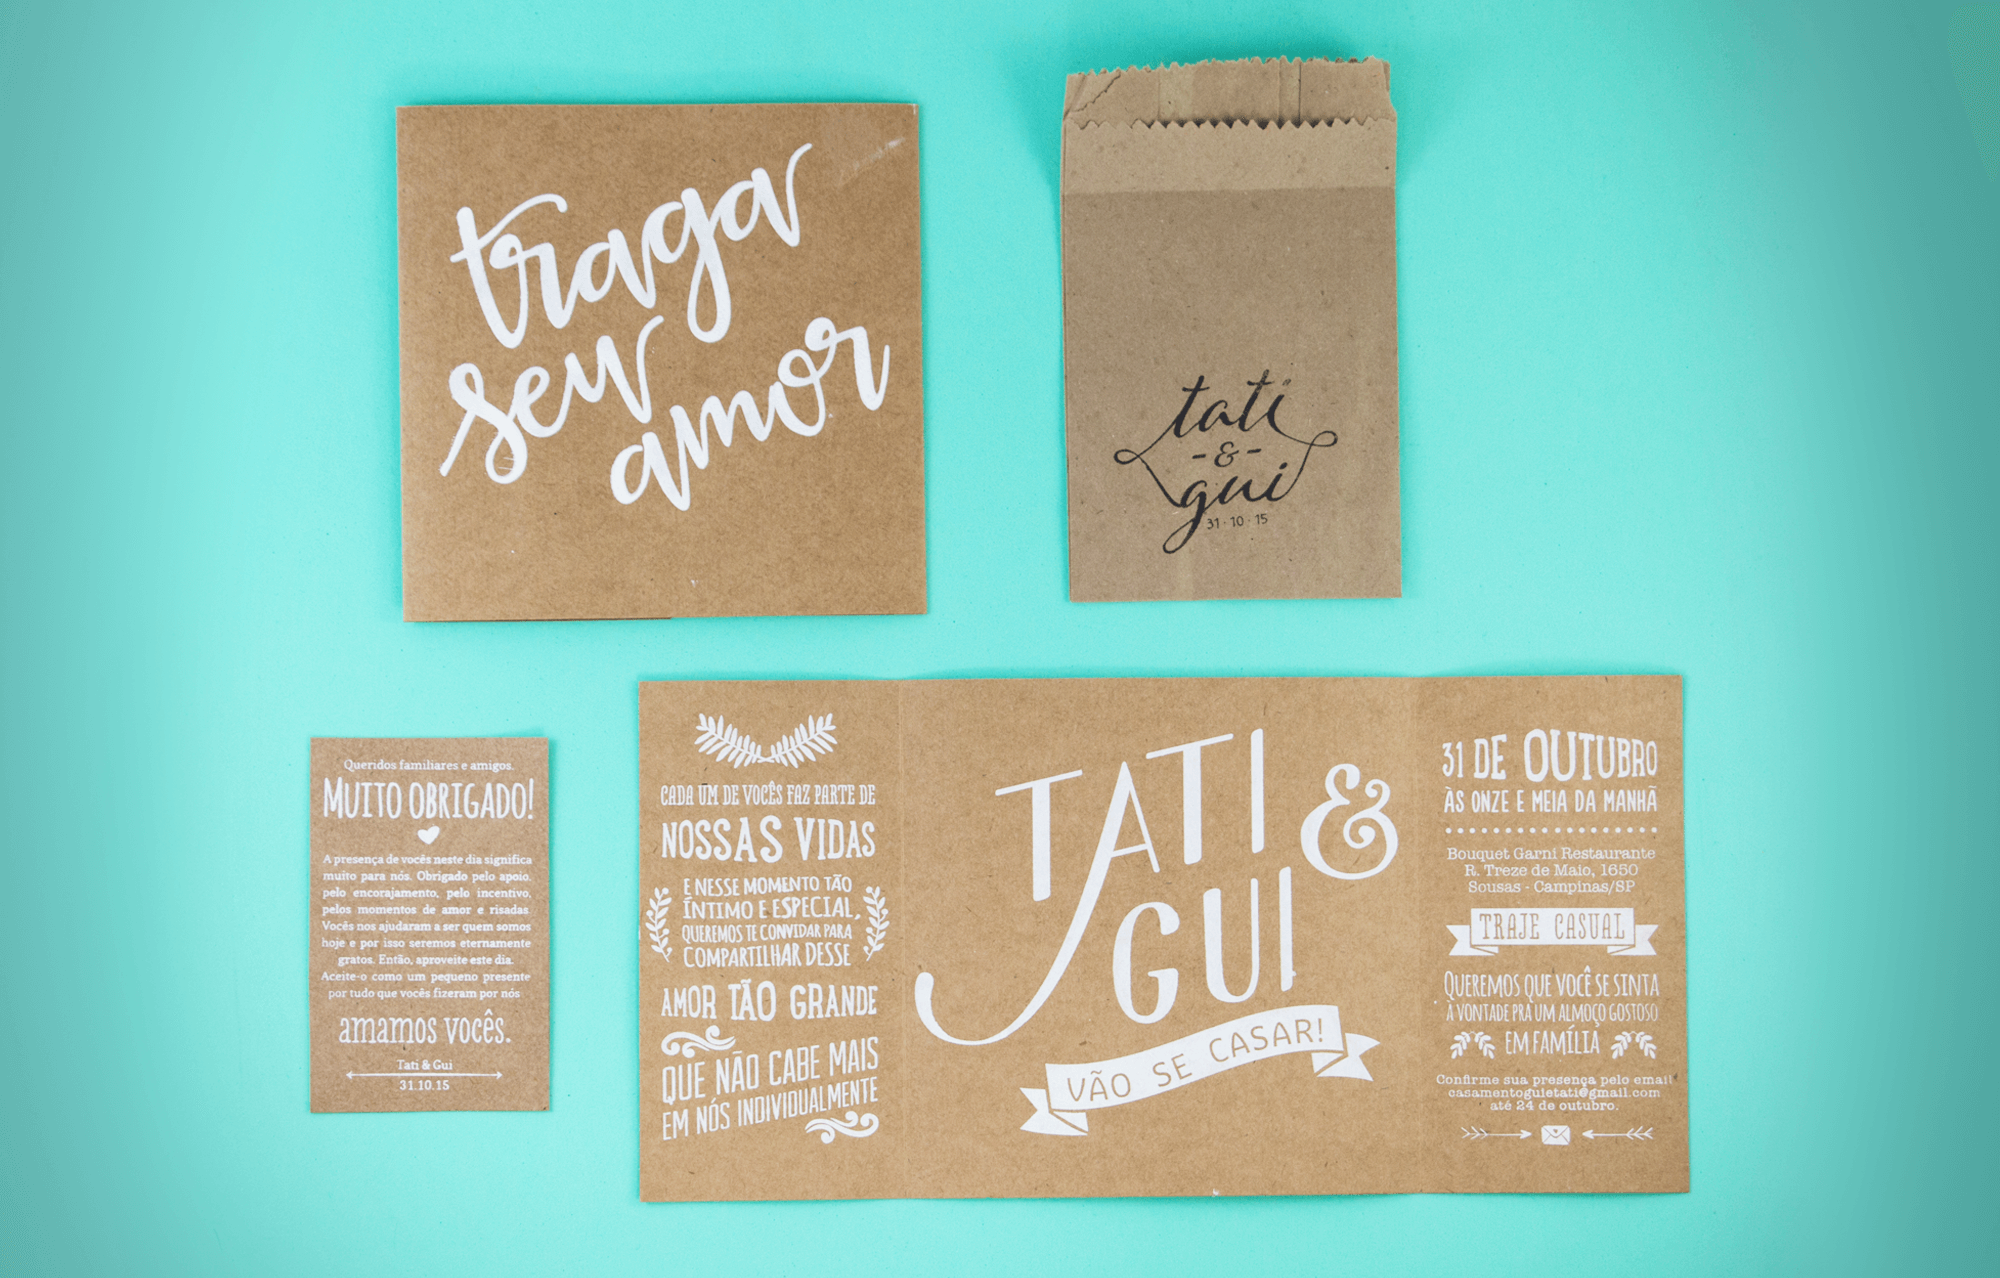 traga
seu
amor
tati
-&-
gui
31 · 10 · 15
Queridos familiares e amigos.
MUITO OBRIGADO!
A presença de vocês neste dia significa
muito para nós. Obrigado pelo apoio,
pelo encorajamento, pelo incentivo,
pelos momentos de amor e risadas.
Vocês nos ajudaram a ser quem somos
hoje e por isso seremos eternamente
gratos. Então, aproveite este dia.
Aceite-o como um pequeno presente
por tudo que vocês fizeram por nós
amamos vocês.
Tati & Gui
31.10.15
CADA UM DE VOCÊS FAZ PARTE DE
NOSSAS VIDAS
E NESSE MOMENTO TÃO
ÍNTIMO E ESPECIAL,
QUEREMOS TE CONVIDAR PARA
COMPARTILHAR DESSE
AMOR TÃO GRANDE
QUE NÃO CABE MAIS
EM NÓS INDIVIDUALMENTE
TATI &
GUI
VÃO SE CASAR!
31 DE OUTUBRO
ÀS ONZE E MEIA DA MANHÃ
Bouquet Garni Restaurante
R. Treze de Maio, 1650
Sousas - Campinas/SP
TRAJE CASUAL
QUEREMOS QUE VOCÊ SE SINTA
À VONTADE PRA UM ALMOÇO GOSTOSO
EM FAMÍLIA
Confirme sua presença pelo email
casamentoguietati@gmail.com
até 24 de outubro.